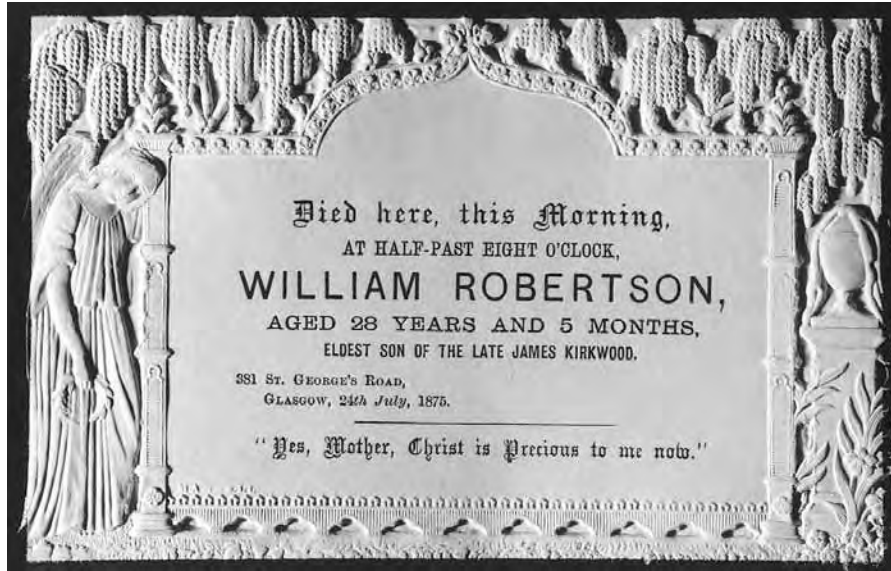 Died here, this Morning,
AT HALF-PAST EIGHT O'CLOCK,
WILLIAM ROBERTSON,
AGED 28 YEARS AND 5 MONTHS,
ELDEST SON OF THE LATE JAMES KIRKWOOD.
381 ST. GEORGE'S ROAD,
GLASGOW, 24th July, 1875.
"Yes, Mother, Christ is Precious to me now."